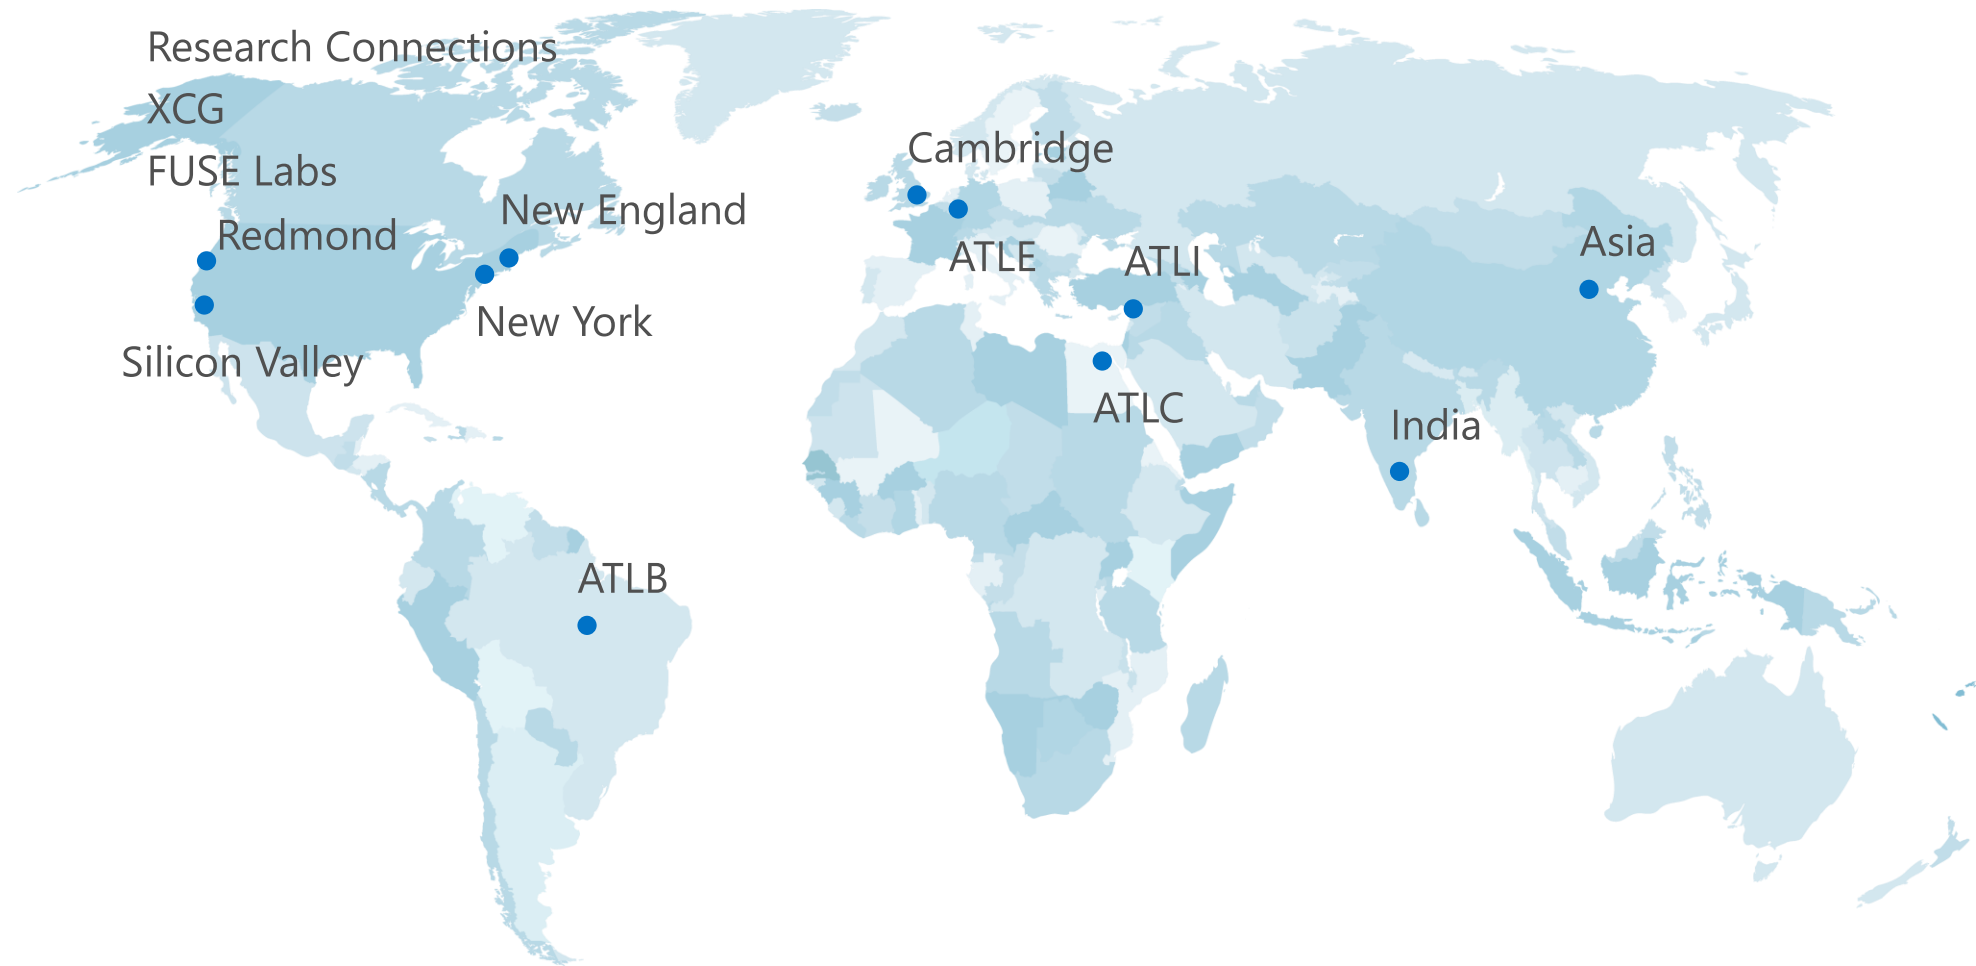 Research Connections
XCG
FUSE Labs
Redmond
Silicon Valley
New England
New York
Cambridge
ATLE
ATLI
ATLC
Asia
India
ATLB